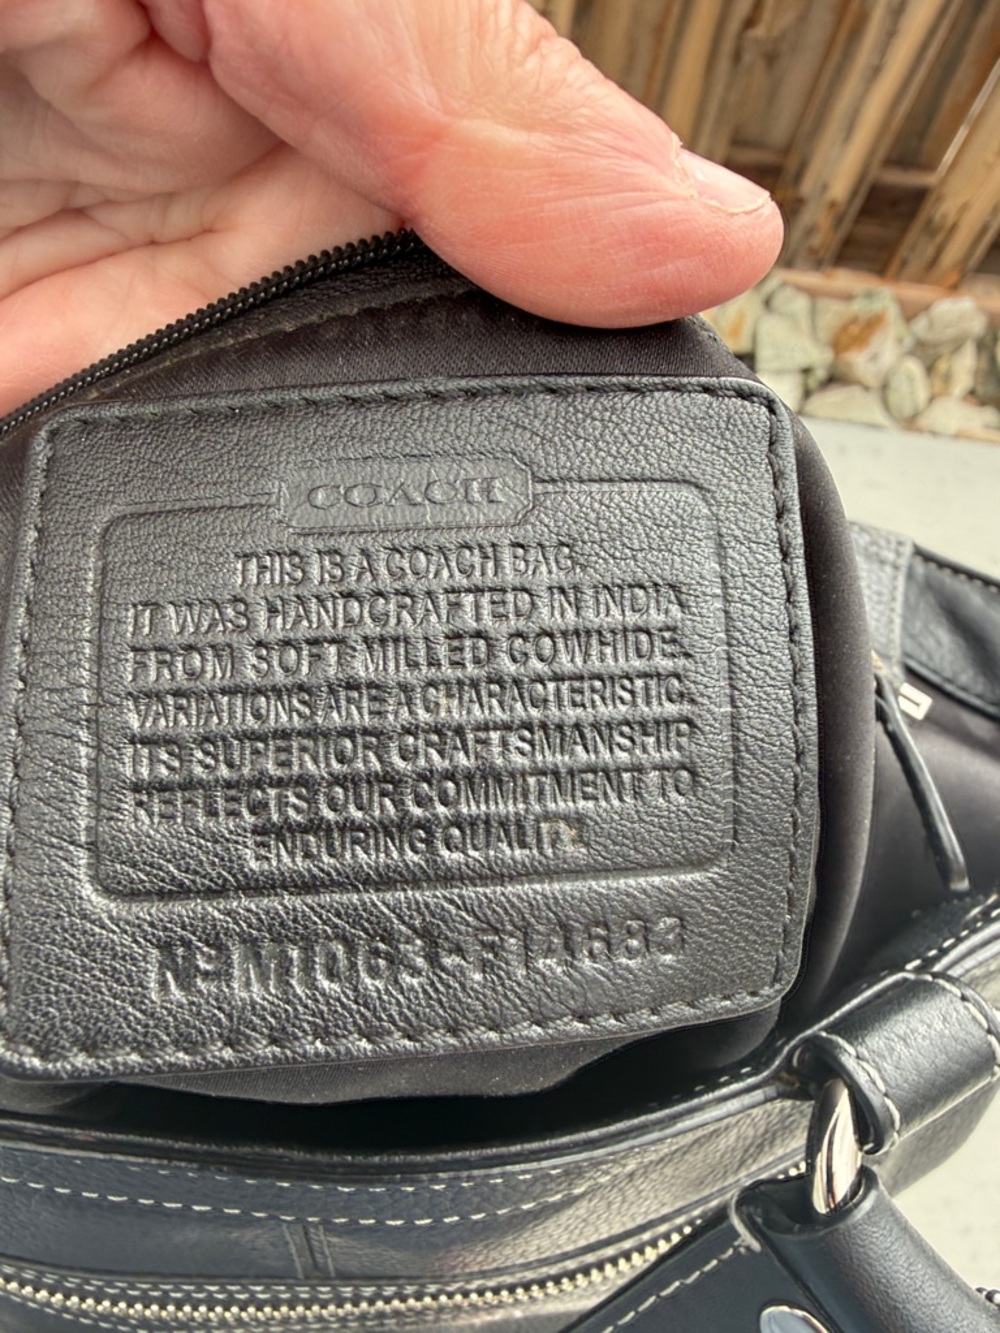 COACH
THIS IS A COACH BAG.
IT WAS HANDCRAFTED IN INDIA
FROM SOFT MILLED COWHIDE.
VARIATIONS ARE A CHARACTERISTIC.
ITS SUPERIOR CRAFTSMANSHIP
REFLECTS OUR COMMITMENT TO
ENDURING QUALITY.
Nº M1063-F14683